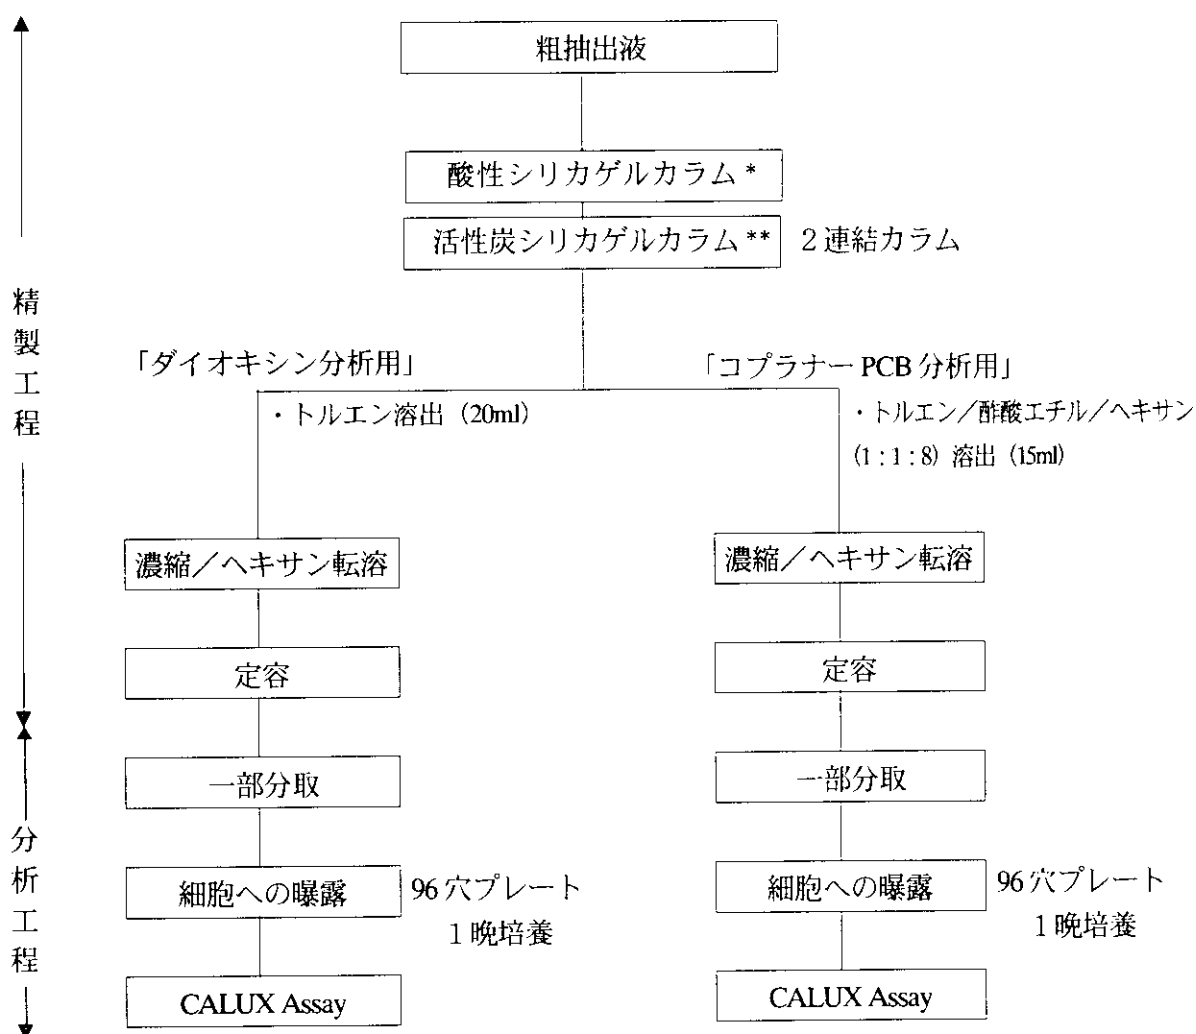 粗抽出液
酸性シリカゲルカラム *
活性炭シリカゲルカラム ** 2連結カラム
精製工程
「ダイオキシン分析用」
・トルエン溶出 (20ml)
「コプラナー PCB 分析用」
・トルエン／酢酸エチル／ヘキサン
(1 : 1 : 8) 溶出 (15ml)
濃縮／ヘキサン転溶
定容
濃縮／ヘキサン転溶
定容
分析工程
一部分取
細胞への曝露 96穴プレート
1晩培養
CALUX Assay
一部分取
細胞への曝露 96穴プレート
1晩培養
CALUX Assay